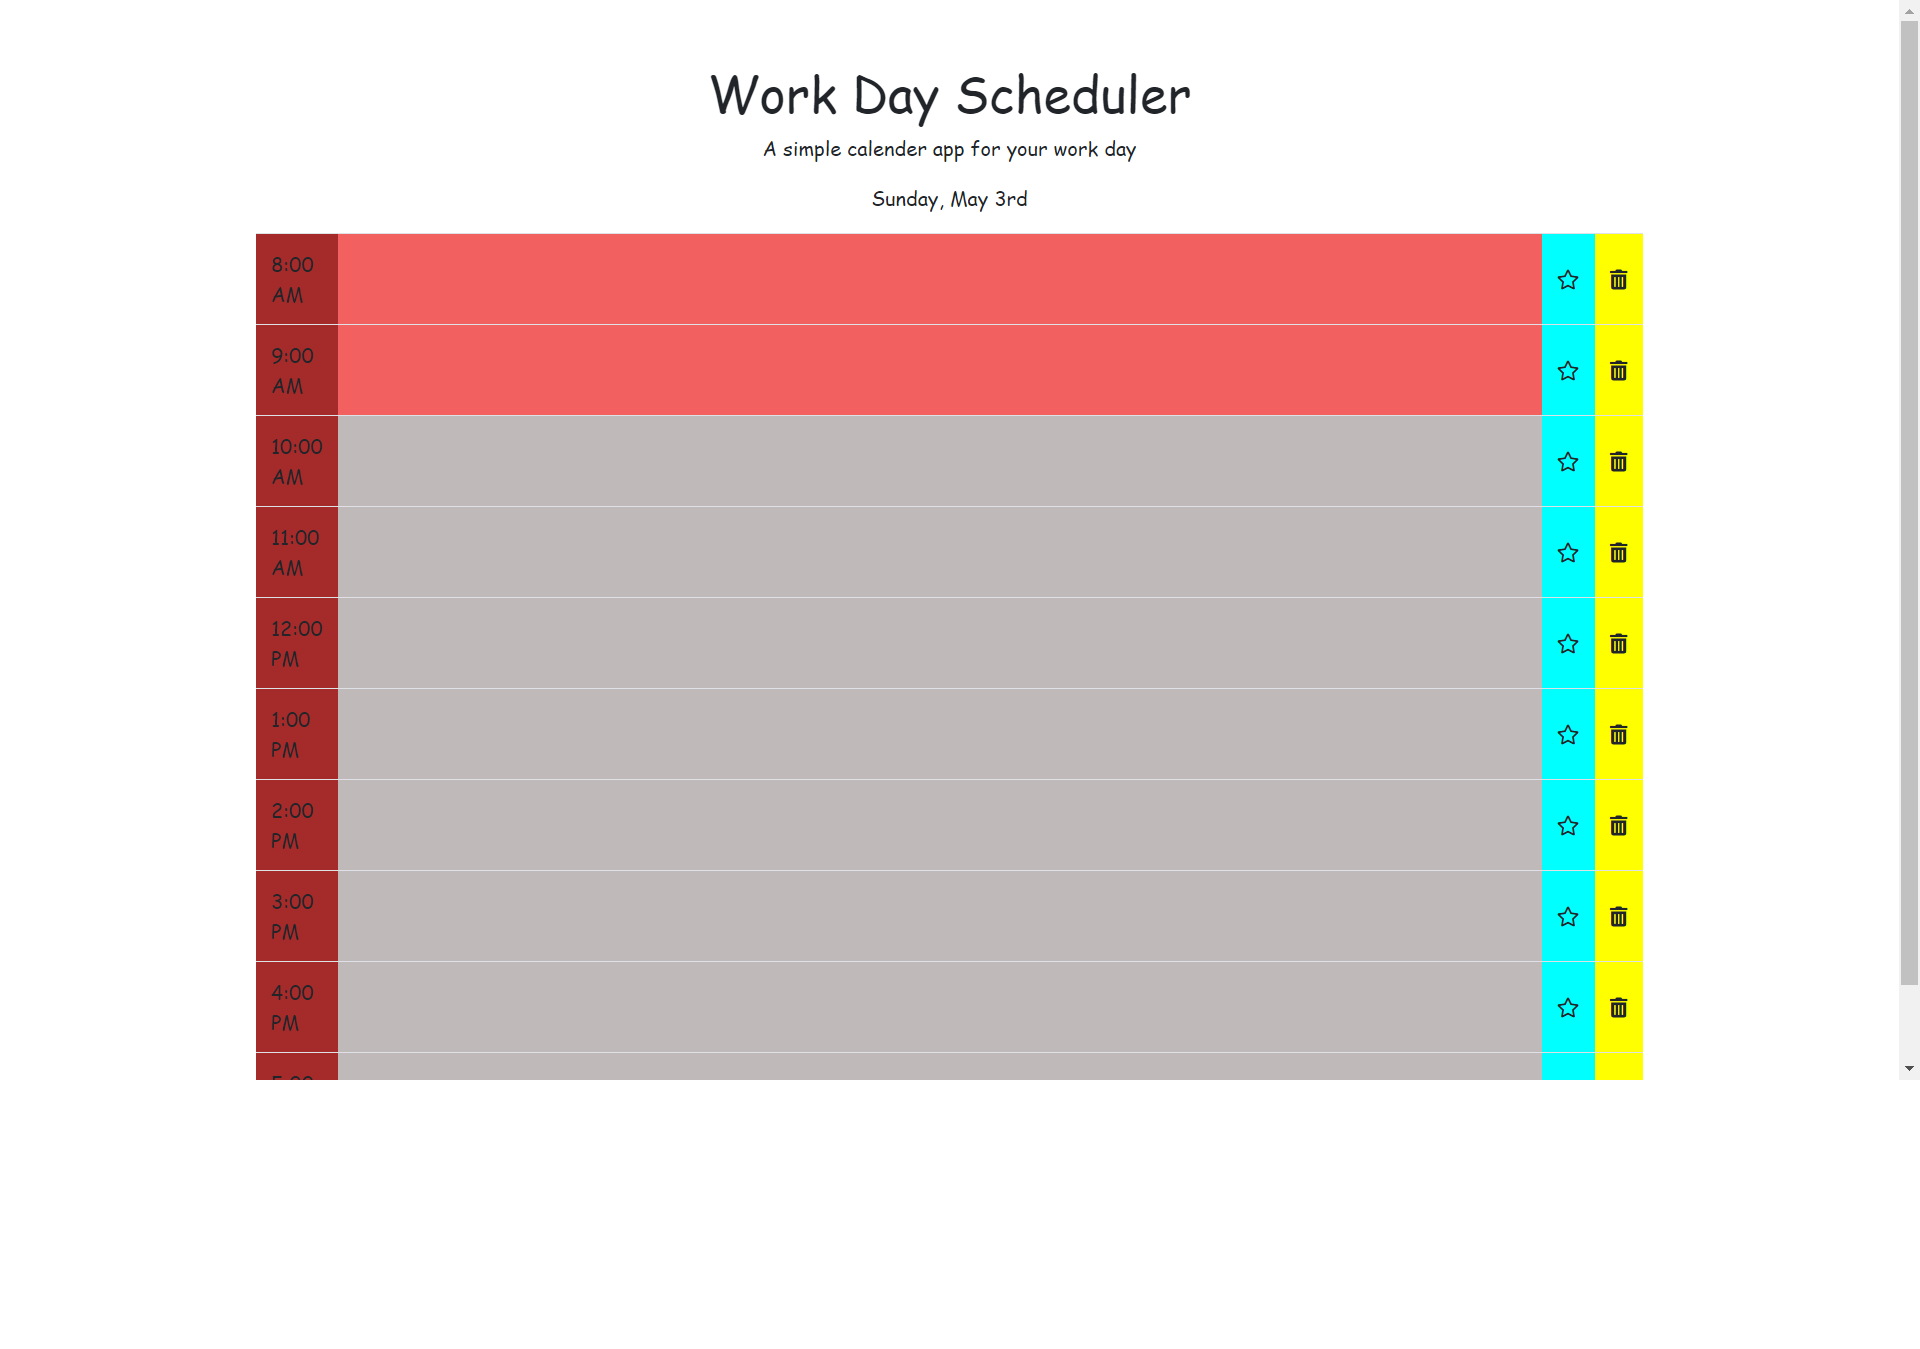 Work Day Scheduler
A simple calender app for your work day
Sunday, May 3rd
8:00
AM
9:00
AM
10:00
AM
11:00
AM
12:00
PM
1:00
PM
2:00
PM
3:00
PM
4:00
PM